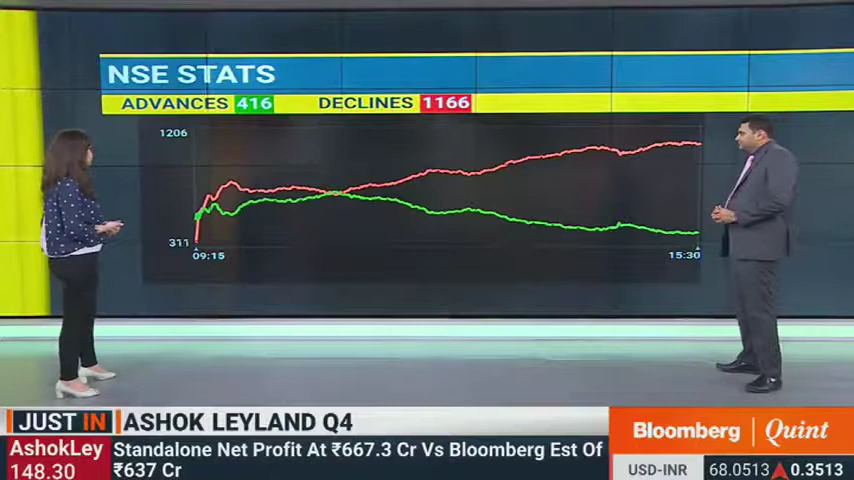 NSE STATS
ADVANCES 416 DECLINES 1166
1206
311
09:15 15:30
JUST IN ASHOK LEYLAND Q4
AshokLey
148.30
Standalone Net Profit At ₹667.3 Cr Vs Bloomberg Est Of
₹637 Cr
Bloomberg | Quint
USD-INR 68.0513 0.3513